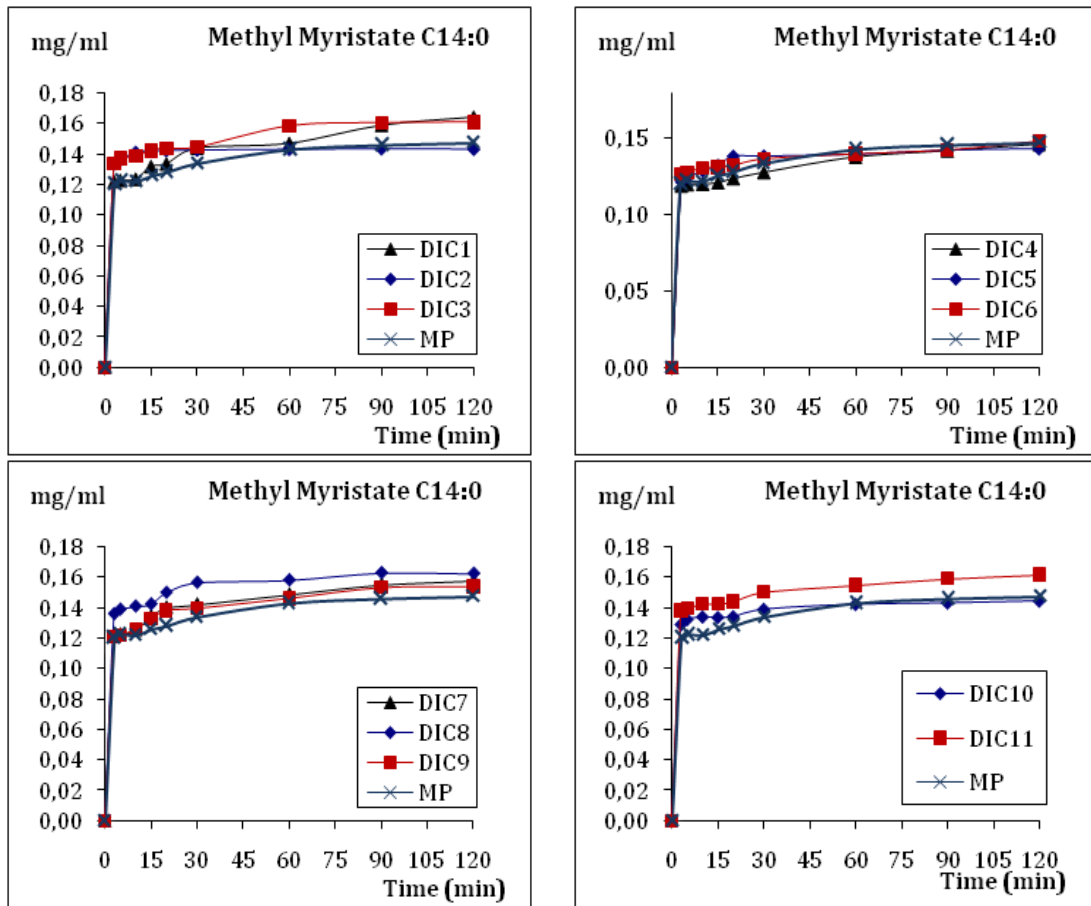 mg/ml
Methyl Myristate C14:0
0,18
0,16
0,14
0,12
0,10
0,08
0,06
0,04
0,02
0,00
DIC1
DIC2
DIC3
MP
0 15 30 45 60 75 90 105 120
Time (min)
mg/ml
Methyl Myristate C14:0
0,15
0,10
0,05
0,00
DIC4
DIC5
DIC6
MP
0 15 30 45 60 75 90 105 120
Time (min)
mg/ml
Methyl Myristate C14:0
0,18
0,16
0,14
0,12
0,10
0,08
0,06
0,04
0,02
0,00
DIC7
DIC8
DIC9
MP
0 15 30 45 60 75 90 105 120
Time (min)
mg/ml
Methyl Myristate C14:0
0,18
0,16
0,14
0,12
0,10
0,08
0,06
0,04
0,02
0,00
DIC10
DIC11
MP
0 15 30 45 60 75 90 105 120
Time (min)